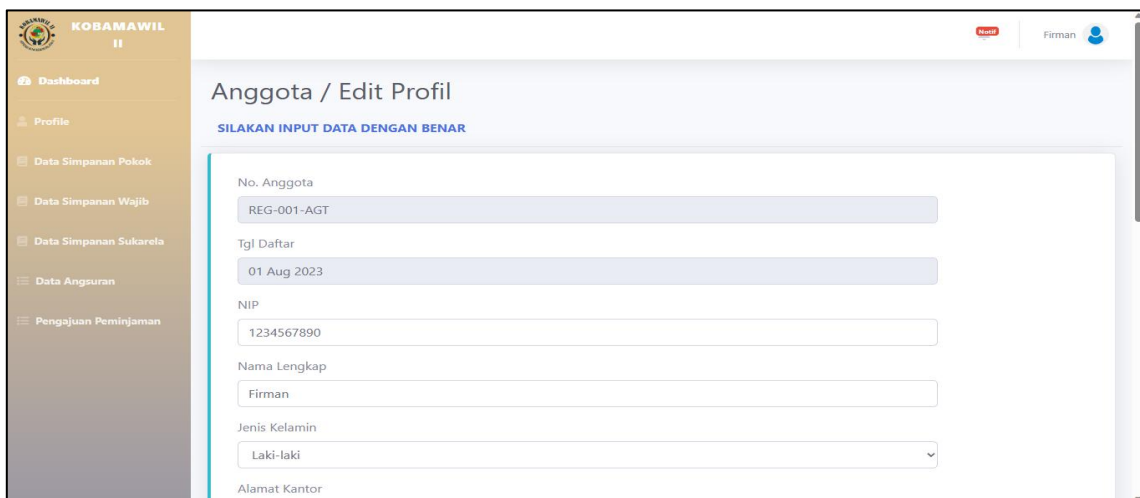 KOBAMAWIL
II
Notif
Firman
Dashboard
Profile
Data Simpanan Pokok
Data Simpanan Wajib
Data Simpanan Sukarela
Data Angsuran
Pengajuan Peminjaman
Anggota / Edit Profil
SILAKAN INPUT DATA DENGAN BENAR
No. Anggota
REG-001-AGT
Tgl Daftar
01 Aug 2023
NIP
1234567890
Nama Lengkap
Firman
Jenis Kelamin
Laki-laki
Alamat Kantor